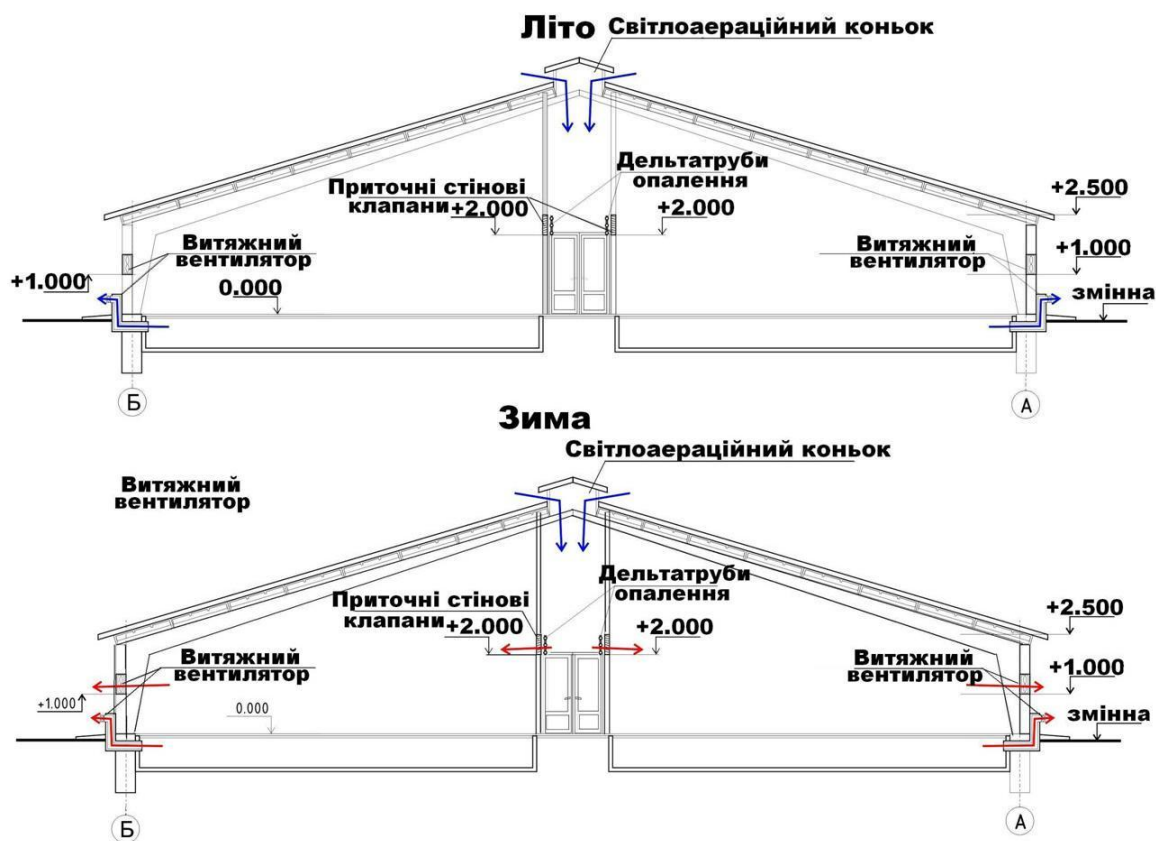 Літо
Світлоаераційний коньок
Дельтатруби
опалення
Приточні стінові
клапани
+2.000
+2.000
+2.500
Витяжний
вентилятор
Витяжний
вентилятор
+1.000
+1.000
0.000
змінна
Б
А
Зима
Світлоаераційний коньок
Витяжний
вентилятор
Дельтатруби
опалення
Приточні стінові
клапани
+2.000
+2.000
+2.500
Витяжний
вентилятор
Витяжний
вентилятор
+1.000
+1.000
0.000
змінна
Б
А